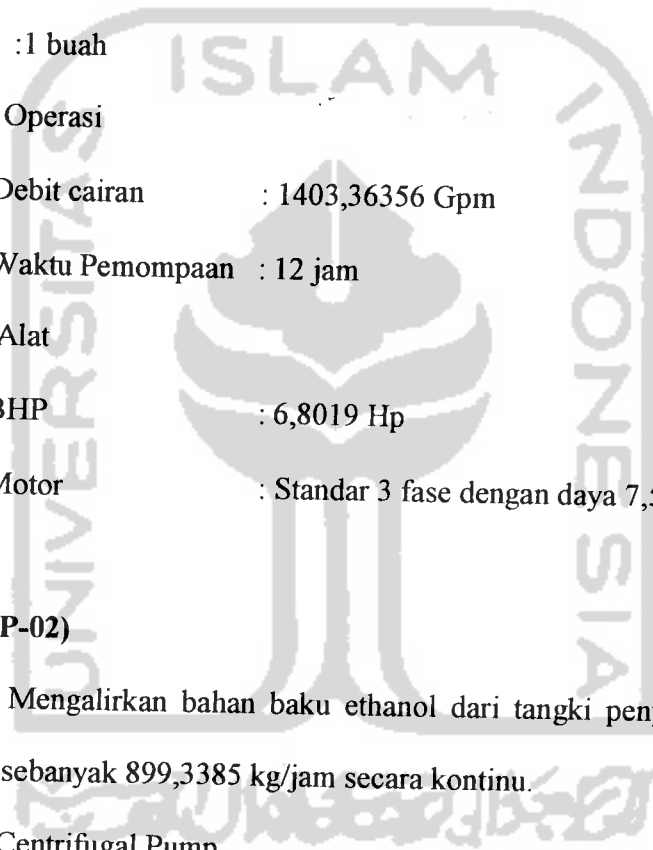 :1 buah
ISLAM
Operasi
Debit cairan : 1403,36356 Gpm
Waktu Pemompaan : 12 jam
Alat
BHP : 6,8019 Hp
Motor : Standar 3 fase dengan daya 7,
UNIVERSITAS
INDONESIA
P-02)
Mengalirkan bahan baku ethanol dari tangki
sebanyak 899,3385 kg/jam secara kontinu.
Centrifugal Pump